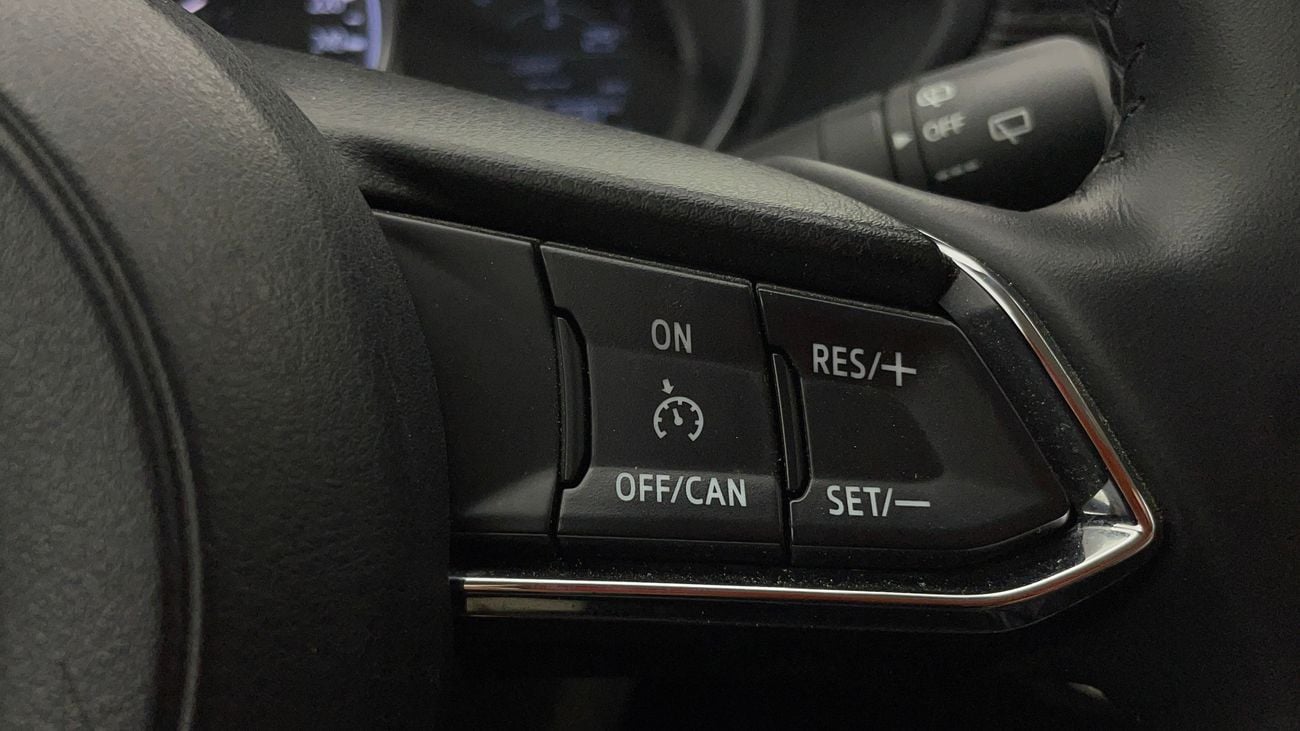 OFF
ON
RES/+
OFF/CAN
SET/—